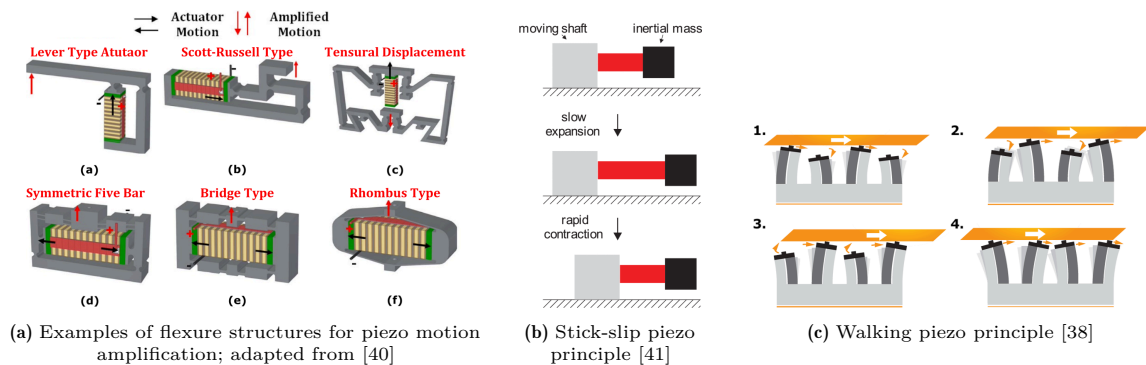 Actuator
Motion
Amplified
Motion
Lever Type Atutaor
Scott-Russell Type
Tensural Displacement
(a)
(b)
(c)
Symmetric Five Bar
Bridge Type
Rhombus Type
(d)
(e)
(f)
(a) Examples of flexure structures for piezo motion
amplification; adapted from [40]
moving shaft
inertial mass
slow
expansion
rapid
contraction
(b) Stick-slip piezo
principle [41]
1.
2.
3.
4.
(c) Walking piezo principle [38]